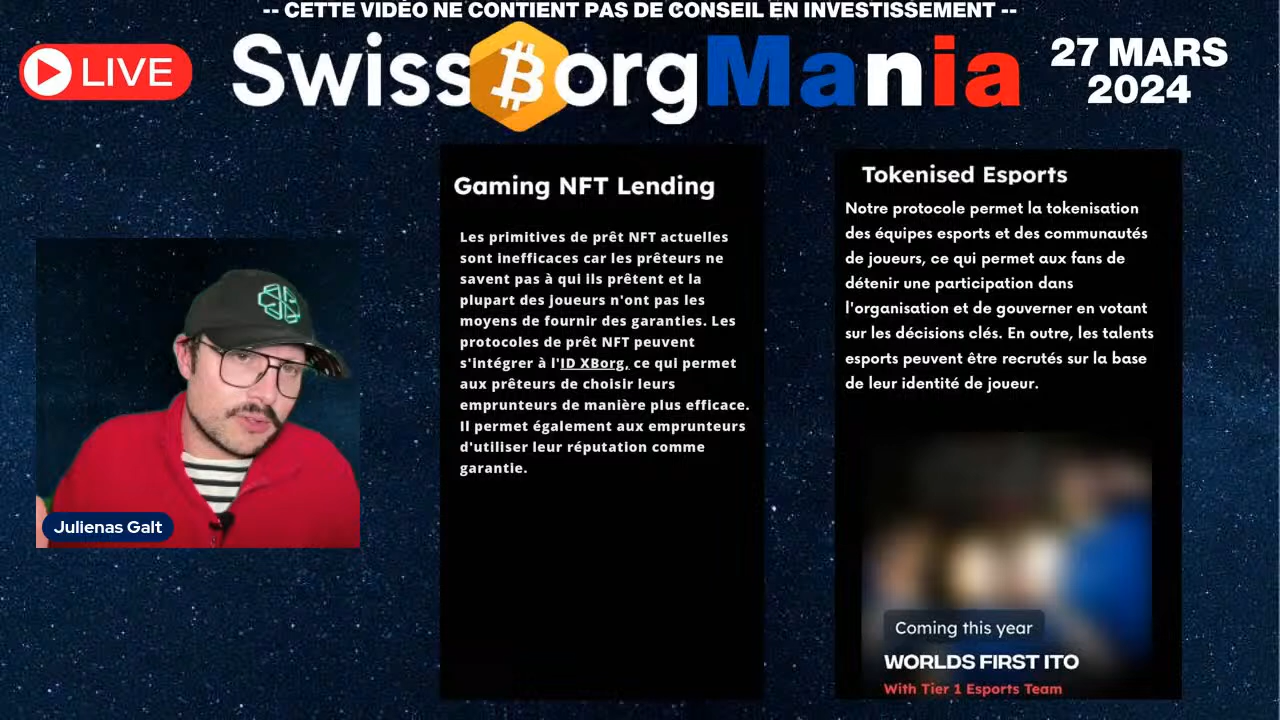 -- CETTE VIDÉO NE CONTIENT PAS DE CONSEIL EN INVESTISSEMENT --
LIVE
SwissBorgMania
27 MARS
2024
Gaming NFT Lending
Les primitives de prêt NFT actuelles
sont inefficaces car les prêteurs ne
savent pas à qui ils prêtent et la
plupart des joueurs n'ont pas les
moyens de fournir des garanties. Les
protocoles de prêt NFT peuvent
s'intégrer à l'ID XBorg, ce qui permet
aux prêteurs de choisir leurs
emprunteurs de manière plus efficace.
Il permet également aux emprunteurs
d'utiliser leur réputation comme
garantie.
Tokenised Esports
Notre protocole permet la tokenisation
des équipes esports et des communautés
de joueurs, ce qui permet aux fans de
détenir une participation dans
l'organisation et de gouverner en votant
sur les décisions clés. En outre, les talents
esports peuvent être recrutés sur la base
de leur identité de joueur.
Coming this year
WORLDS FIRST ITO
With Tier 1 Esports Team
Julienas Galt